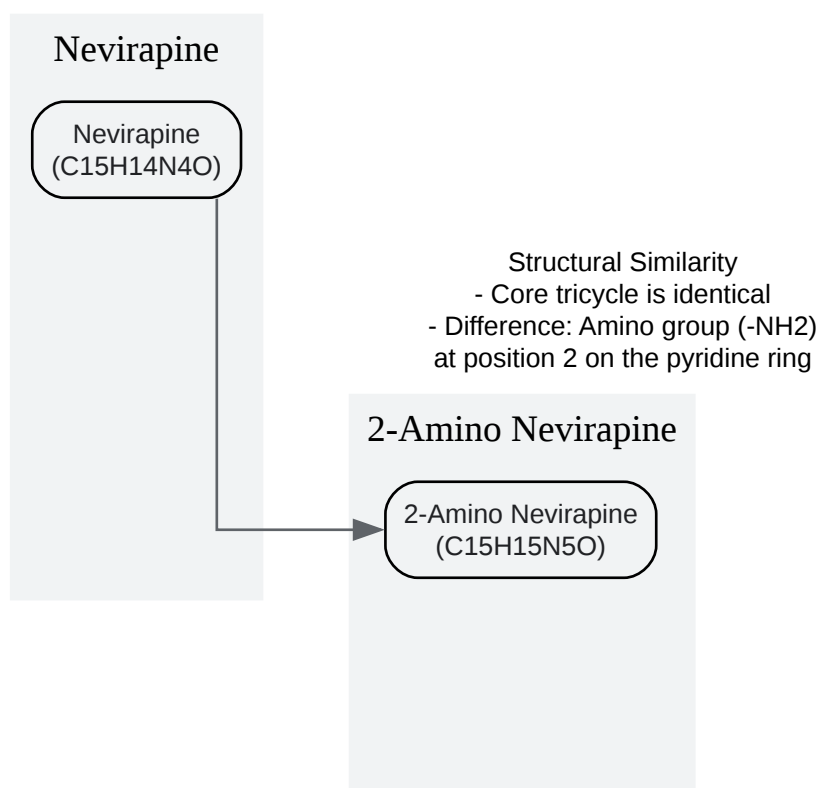 Nevirapine
Nevirapine
(C15H14N4O)
Structural Similarity
- Core tricycle is identical
- Difference: Amino group (-NH2)
at position 2 on the pyridine ring
2-Amino Nevirapine
2-Amino Nevirapine
(C15H15N5O)